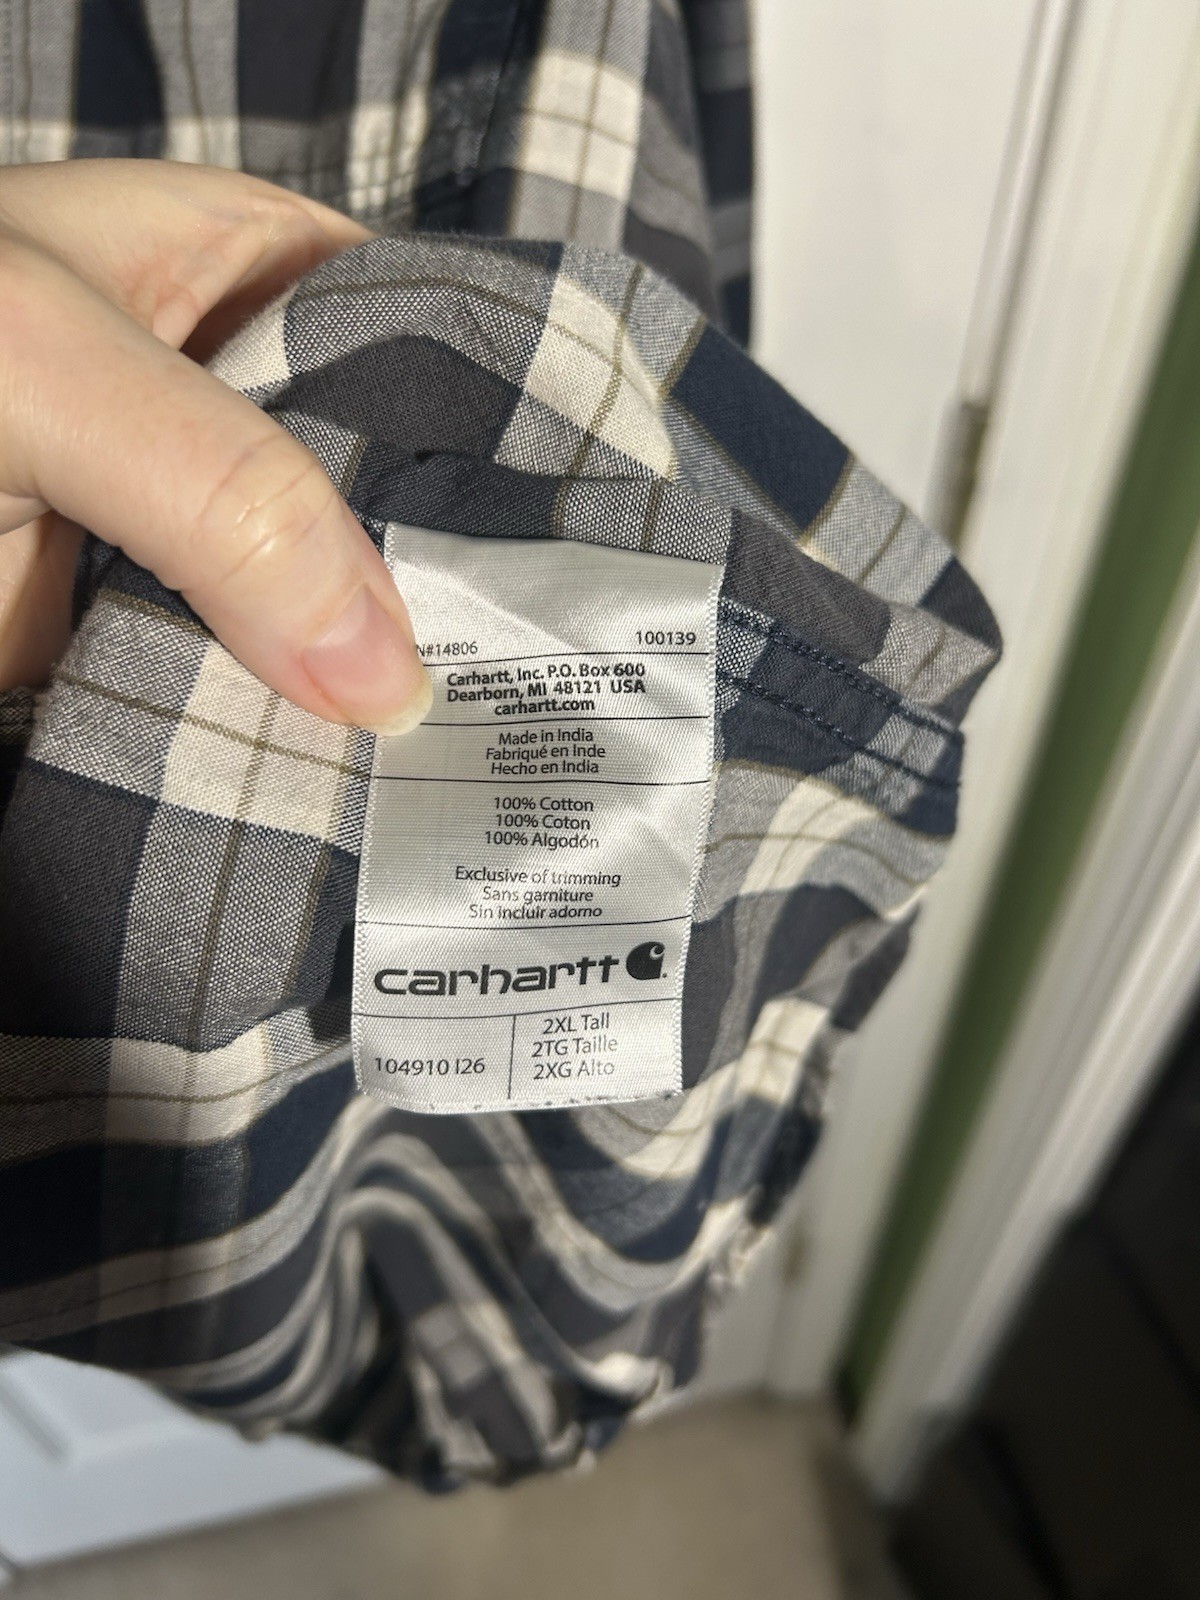 N#14806 100139
Carhartt, Inc. P.O. Box 600
Dearborn, MI 48121 USA
carhartt.com
Made in India
Fabriqué en Inde
Hecho en India
100% Cotton
100% Coton
100% Algodón
Exclusive of trimming
Sans garniture
Sin incluir adorno
carhartt
2XL Tall
2TG Taille
104910 I26
2XG Alto